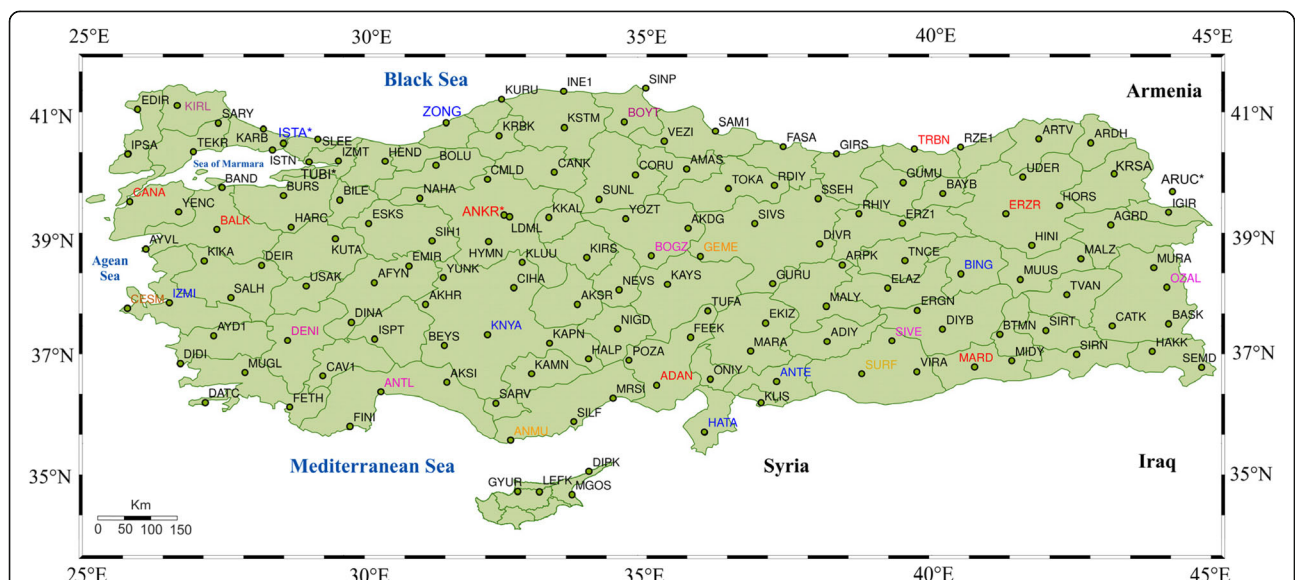 25°E 30°E 35°E 40°E 45°E
Black Sea
Armenia
41°N 41°N
EDIR KIRL SARY KARB ISTA* SLEE ZONG KURU INE1 SINP
KRBK KSTM BOYT VEZI SAM1 FASA GIRS TRBN RZE1 ARTV ARDH
IPSA TEKR ISTN IZMT HEND BOLU CMLD CANK CORU AMAS
Sea of Marmara
TUBI*
TOKA RDIY SSEH GUMU BAYB UDER HORS KRSA ARUC*
CANA BAND BURS BILE NAHA SUNL
YENC BALK HARC ESKS ANKR* LDML KKAL YOZT AKDG SIVS RHIY ERZ1 ERZR AGRD IGIR
39°N 39°N
AYVL KIKA DEIR KUTA SIH1 HYMN KLUU KIRS BOGZ GEME DIVR TNCE HINI MALZ
Agean
Sea
USAK AFYN EMIR YUNK CIHA NEVS KAYS GURU ARPK ELAZ BING MUUS MURA
CESM IZMI SALH AKHR AKSR TUFA MALY ERGN TVAN OZAL
AYD1 DENI DINA ISPT BEYS KNYA KAPN NIGD FEEK EKIZ ADIY SIVE DIYB BTMN SIRT CATK BASK
37°N 37°N
DIDI MUGL CAV1 ANTL AKSI KAMN HALP POZA MARA SURF VIRA MARD MIDY SIRN HAKK SEMD
DATC FETH FINI SARV MRSI ADAN ONIY ANTE KLIS
ANMU SILF HATA
Mediterranean Sea
Syria
Iraq
35°N 35°N
GYUR LEFK DIPK MGOS
Km
0 50 100 150
25°E 30°E 35°E 40°E 45°E